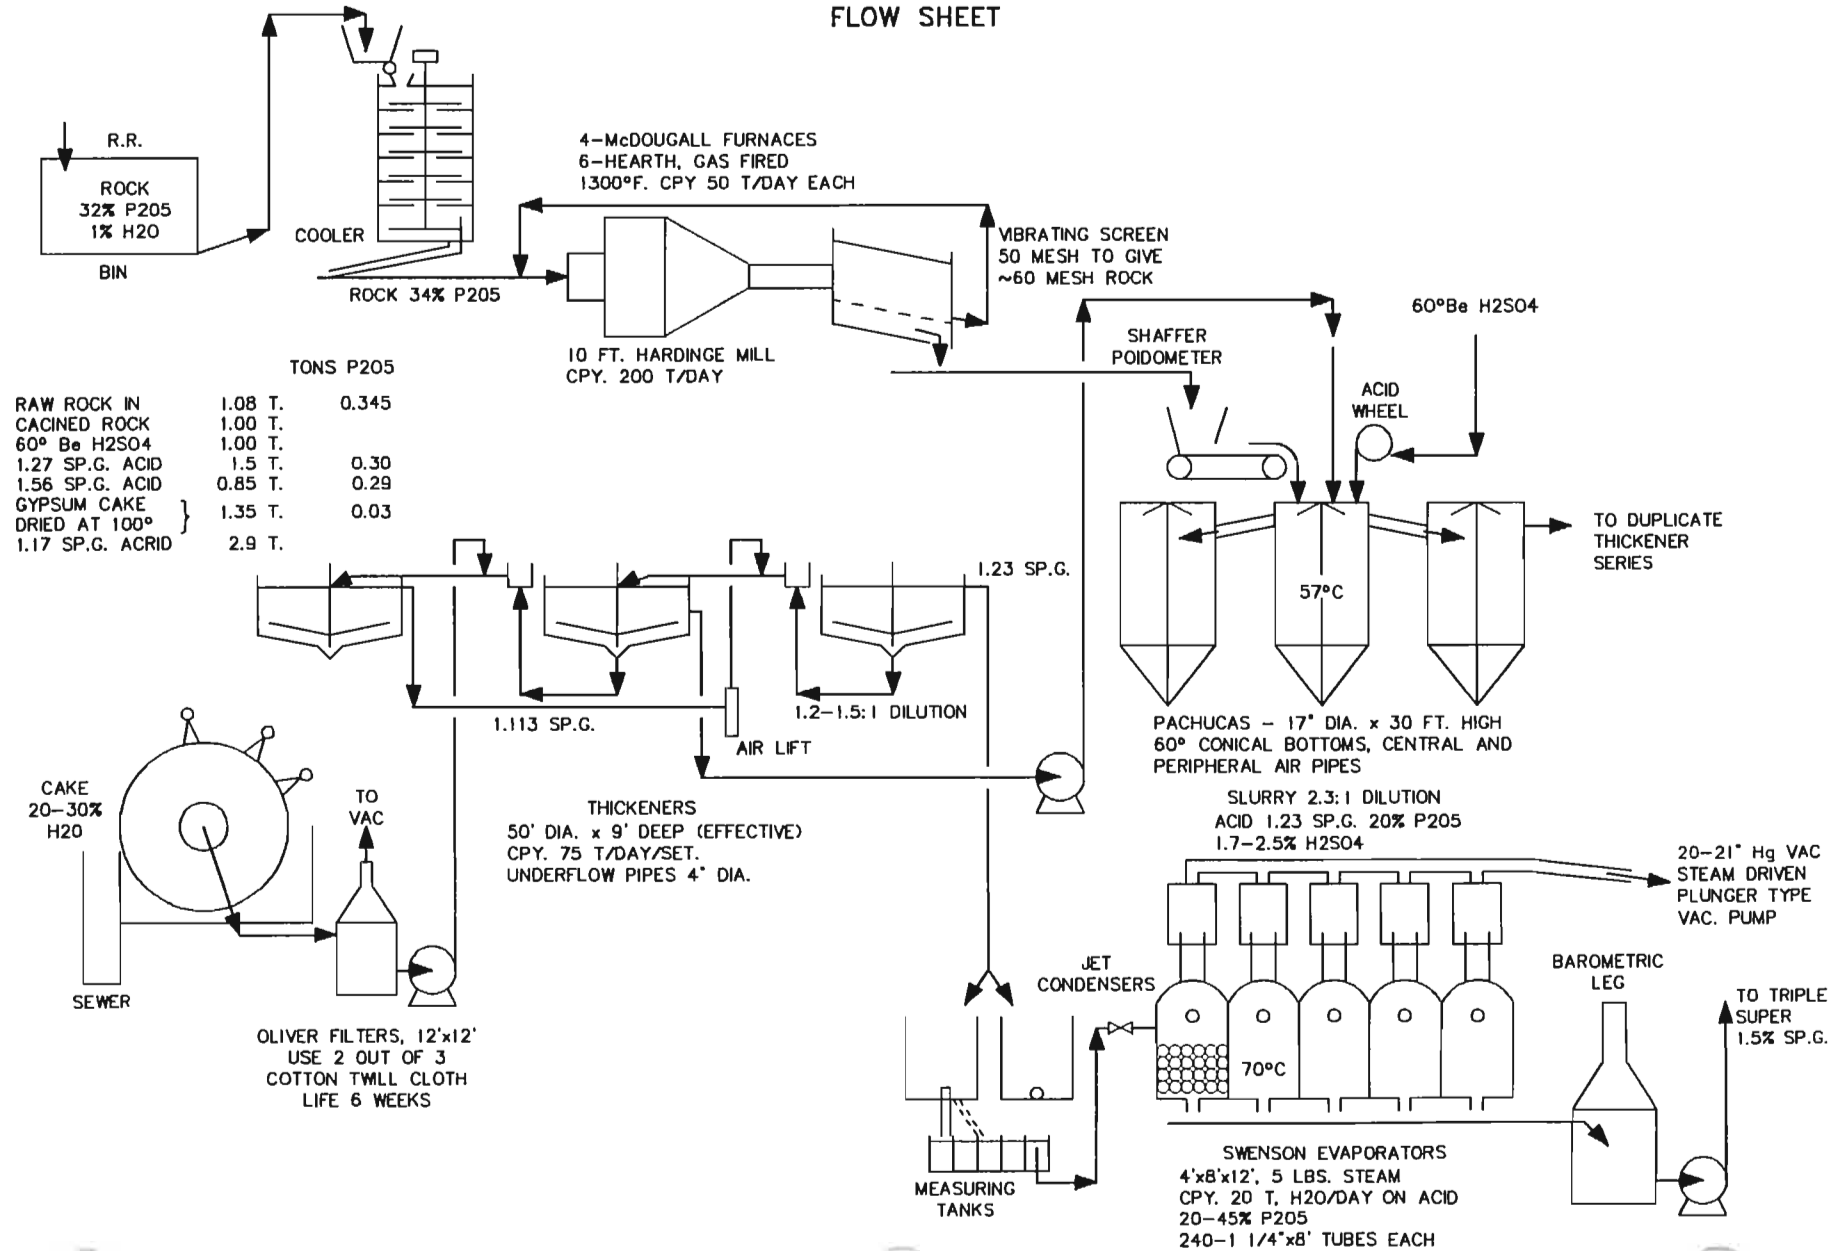 FLOW SHEET
R.R.
ROCK
32% P205
1% H20
BIN
COOLER
4-McDOUGALL FURNACES
6-HEARTH, GAS FIRED
1300°F. CPY 50 T/DAY EACH
ROCK 34% P205
VIBRATING SCREEN
50 MESH TO GIVE
~60 MESH ROCK
10 FT. HARDINGE MILL
CPY. 200 T/DAY
SHAFFER
POIDOMETER
60°Be H2SO4
ACID
WHEEL
TONS P205
RAW ROCK IN 1.08 T. 0.345
CACINED ROCK 1.00 T.
60° Be H2SO4 1.00 T.
1.27 SP.G. ACID 1.5 T. 0.30
1.56 SP.G. ACID 0.85 T. 0.29
GYPSUM CAKE
DRIED AT 100° } 1.35 T. 0.03
1.17 SP.G. ACRID 2.9 T.
TO DUPLICATE
THICKENER
SERIES
57°C
1.23 SP.G.
1.113 SP.G.
1.2-1.5:1 DILUTION
AIR LIFT
PACHUCAS - 17" DIA. x 30 FT. HIGH
60° CONICAL BOTTOMS, CENTRAL AND
PERIPHERAL AIR PIPES
CAKE
20-30%
H20
TO
VAC
THICKENERS
50' DIA. x 9' DEEP (EFFECTIVE)
CPY. 75 T/DAY/SET.
UNDERFLOW PIPES 4" DIA.
SLURRY 2.3:1 DILUTION
ACID 1.23 SP.G. 20% P205
1.7-2.5% H2SO4
20-21" Hg VAC
STEAM DRIVEN
PLUNGER TYPE
VAC. PUMP
SEWER
JET
CONDENSERS
BAROMETRIC
LEG
TO TRIPLE
SUPER
1.5% SP.G.
OLIVER FILTERS, 12'x12'
USE 2 OUT OF 3
COTTON TWILL CLOTH
LIFE 6 WEEKS
70°C
MEASURING
TANKS
SWENSON EVAPORATORS
4'x8'x12', 5 LBS. STEAM
CPY. 20 T. H20/DAY ON ACID
20-45% P205
240-1 1/4"x8' TUBES EACH